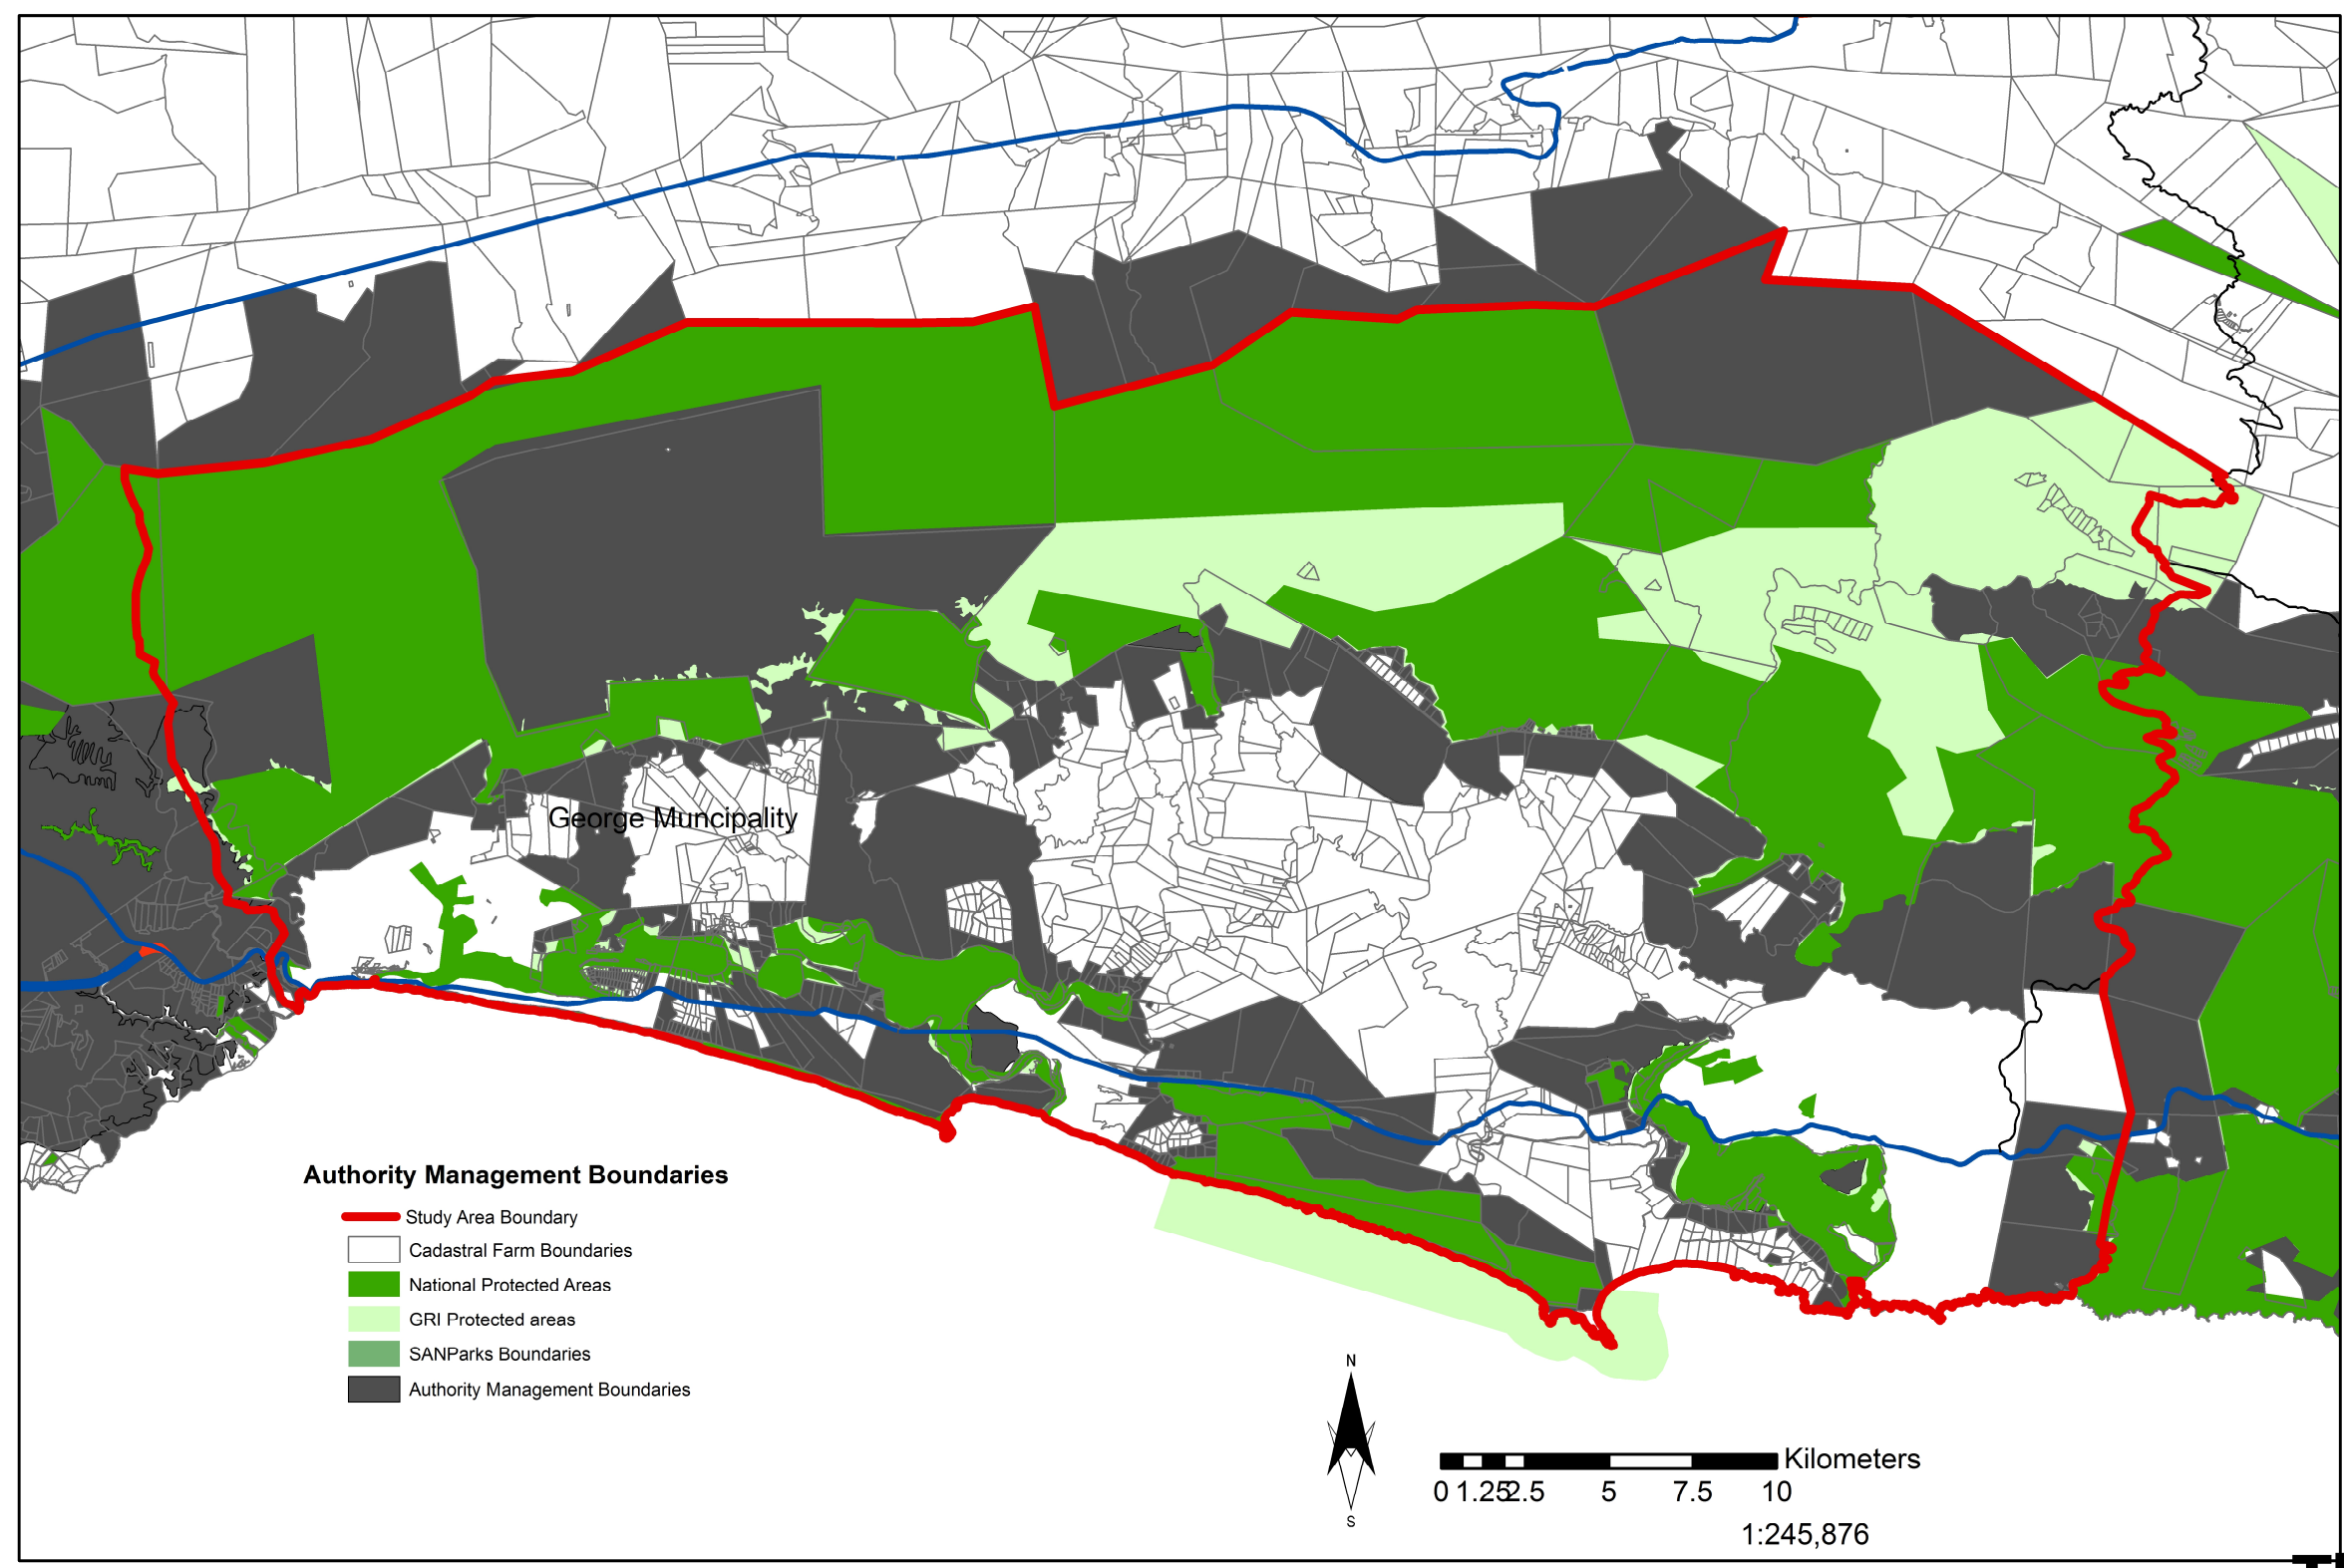 George Muncipality
Authority Management Boundaries
Study Area Boundary
Cadastral Farm Boundaries
National Protected Areas
GRI Protected areas
SANParks Boundaries
Authority Management Boundaries
N
S
Kilometers
0 1.25 2.5 5 7.5 10
1:245,876